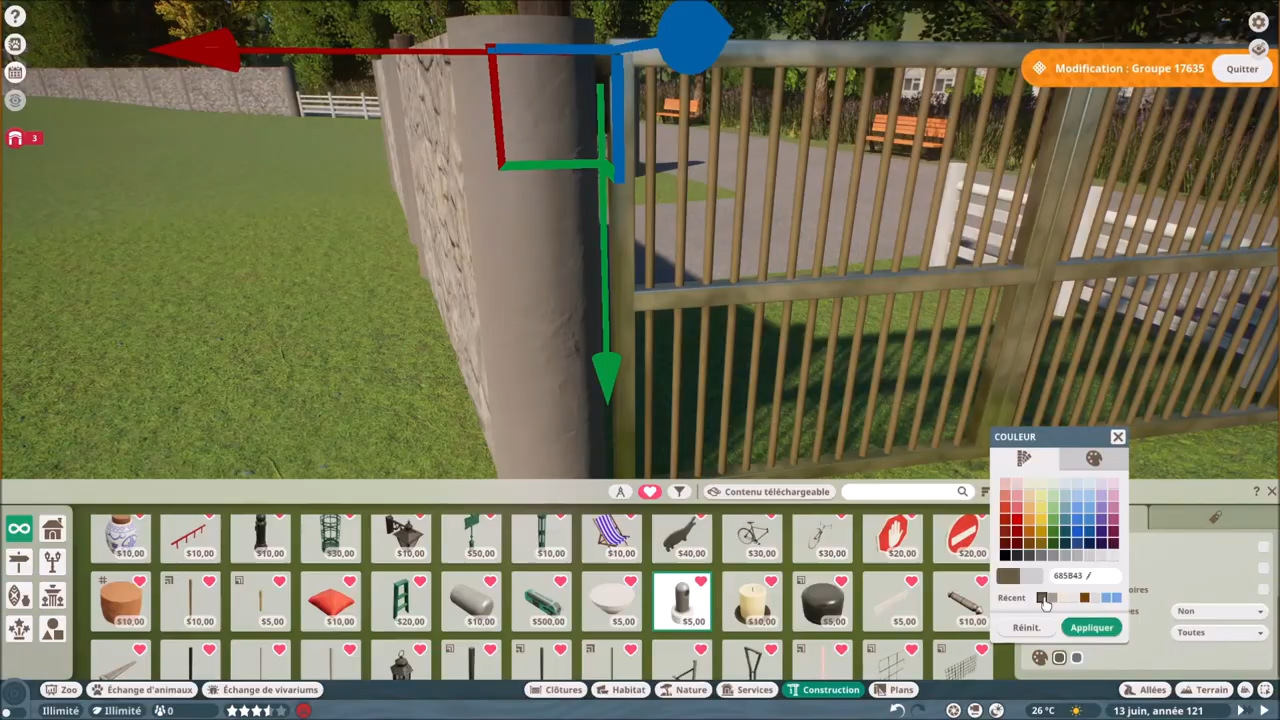 ?
Modification : Groupe 17635
Quitter
3
COULEUR
Contenu téléchargeable
? X
$10,00 $10,00 $10,00 $30,00 $10,00 $50,00 $10,00 $10,00 $40,00 $30,00 $30,00 $20,00 $20,00
685B43 /
Récent
$10,00 $10,00 $5,00 $10,00 $20,00 $5,00 $500,00 $5,00 $5,00 $10,00 $5,00 $5,00 $10,00
Non
Réinit. Appliquer
Toutes
Zoo Échange d'animaux Échange de vivariums Clôtures Habitat Nature Services Construction Plans Allées Terrain
Illimité Illimité 0 26 °C 13 juin, année 121